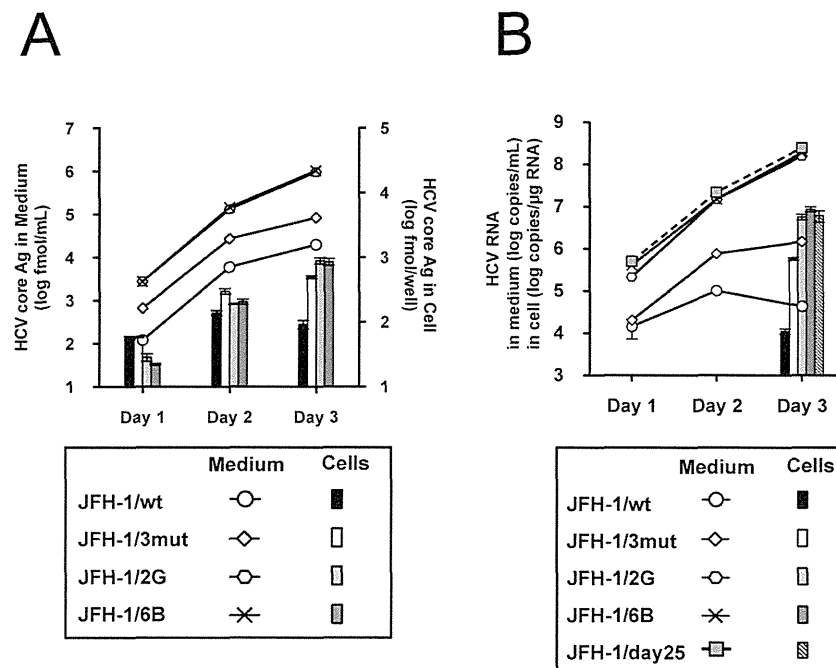 A
HCV core Ag in Medium
(log fmol/mL)
7
6
5
4
3
2
1
5
4
3
2
1
HCV core Ag in Cell
(log fmol/well)
Day 1 Day 2 Day 3
Medium Cells
JFH-1/wt
JFH-1/3mut
JFH-1/2G
JFH-1/6B
B
HCV RNA
in medium (log copies/mL)
in cell (log copies/µg RNA)
9
8
7
6
5
4
3
Day 1 Day 2 Day 3
Medium Cells
JFH-1/wt
JFH-1/3mut
JFH-1/2G
JFH-1/6B
JFH-1/day25